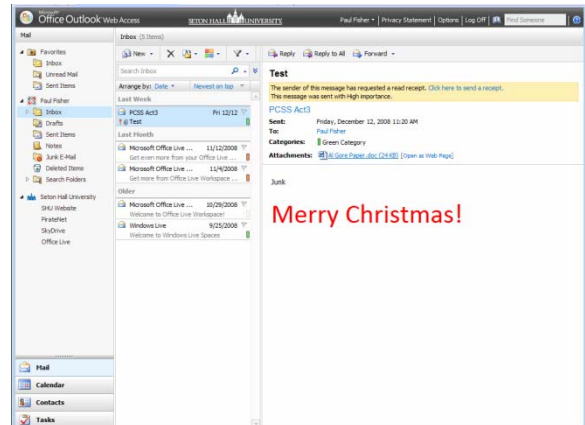 Microsoft
Office Outlook Web Access
SETON HALL UNIVERSITY
Paul Fisher
Privacy Statement
Options
Log Off
Find Someone
Mail
Inbox (5 Items)
Favorites
Inbox
Unread Mail
Sent Items
Paul Fisher
Inbox
Drafts
Sent Items
Notes
Junk E-Mail
Deleted Items
Search Folders
Seton Hall University
SHU Website
PirateNet
SkyDrive
Office Live
Mail
Calendar
Contacts
Tasks
New
Search Inbox
Arrange by: Date Newest on top
Last Week
PCSS Act3 Fri 12/12
Test
Last Month
Microsoft Office Live ... 11/12/2008
Get even more from your Office Live ...
Microsoft Office Live ... 11/4/2008
Get more from Office Live Workspace ...
Older
Microsoft Office Live ... 10/29/2008
Welcome to Office Live Workspace!
Windows Live 9/25/2008
Welcome to Windows Live Spaces
Reply Reply to All Forward
Test
The sender of this message has requested a read receipt. Click here to send a receipt.
This message was sent with High importance.
PCSS Act3
Sent: Friday, December 12, 2008 11:20 AM
To: Paul Fisher
Categories: Green Category
Attachments: Al Gore Paper.doc (24 KB) [Open as Web Page]
Junk
Merry Christmas!